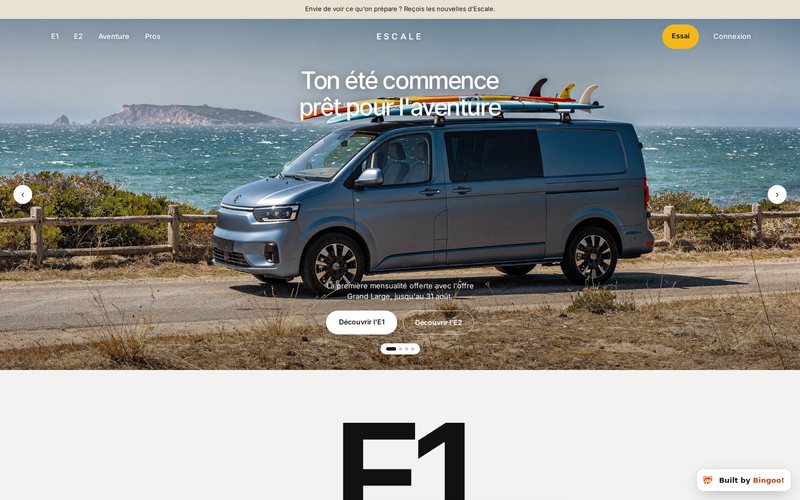 Envie de voir ce qu'on prépare ? Reçois les nouvelles d'Escale.
E1 E2 Aventure Pros
ESCALE
Essai
Connexion
Ton été commence
prêt pour l'aventure
La première mensualité offerte avec l'offre
Grand Large, jusqu'au 31 août.
Découvrir l'E1
Découvrir l'E2
E1
Built by Bingoo!